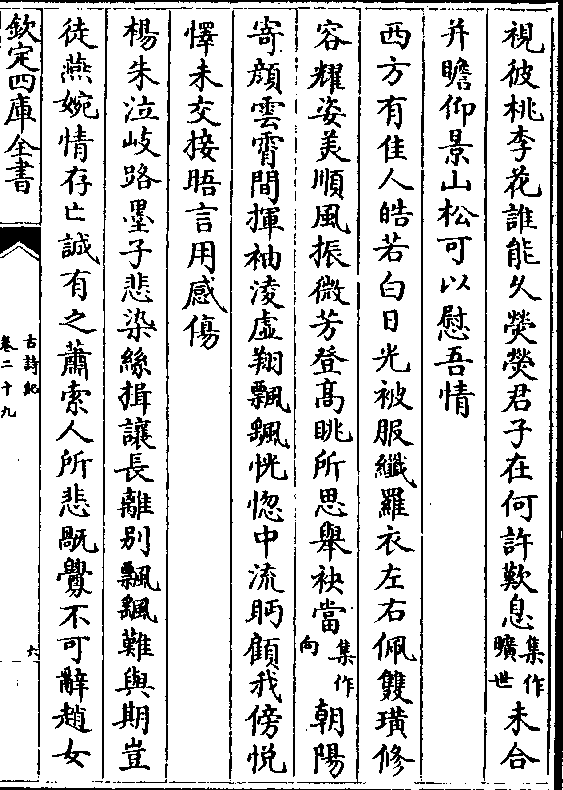 視彼桃李花誰能久熒熒君子在何許歎息集作曠世未合
并瞻仰景山松可以慰吾情
西方有佳人皓若白日光被服纖羅衣左右佩雙璜修
容耀姿美順風振微芳登高眺所思舉袂當集作向朝陽
寄顔雲霄間揮袖淩虛翔飄颻恍惚中流眄顧我傍悦
懌未交接晤言用感傷
楊朱泣岐路墨子悲染絲揖讓長離别飄颻難與期豈
徒燕婉情存亡誠有之蕭索人所悲旤釁不可辭趙女
欽定四庫全書
古詩紀
卷二十九
六